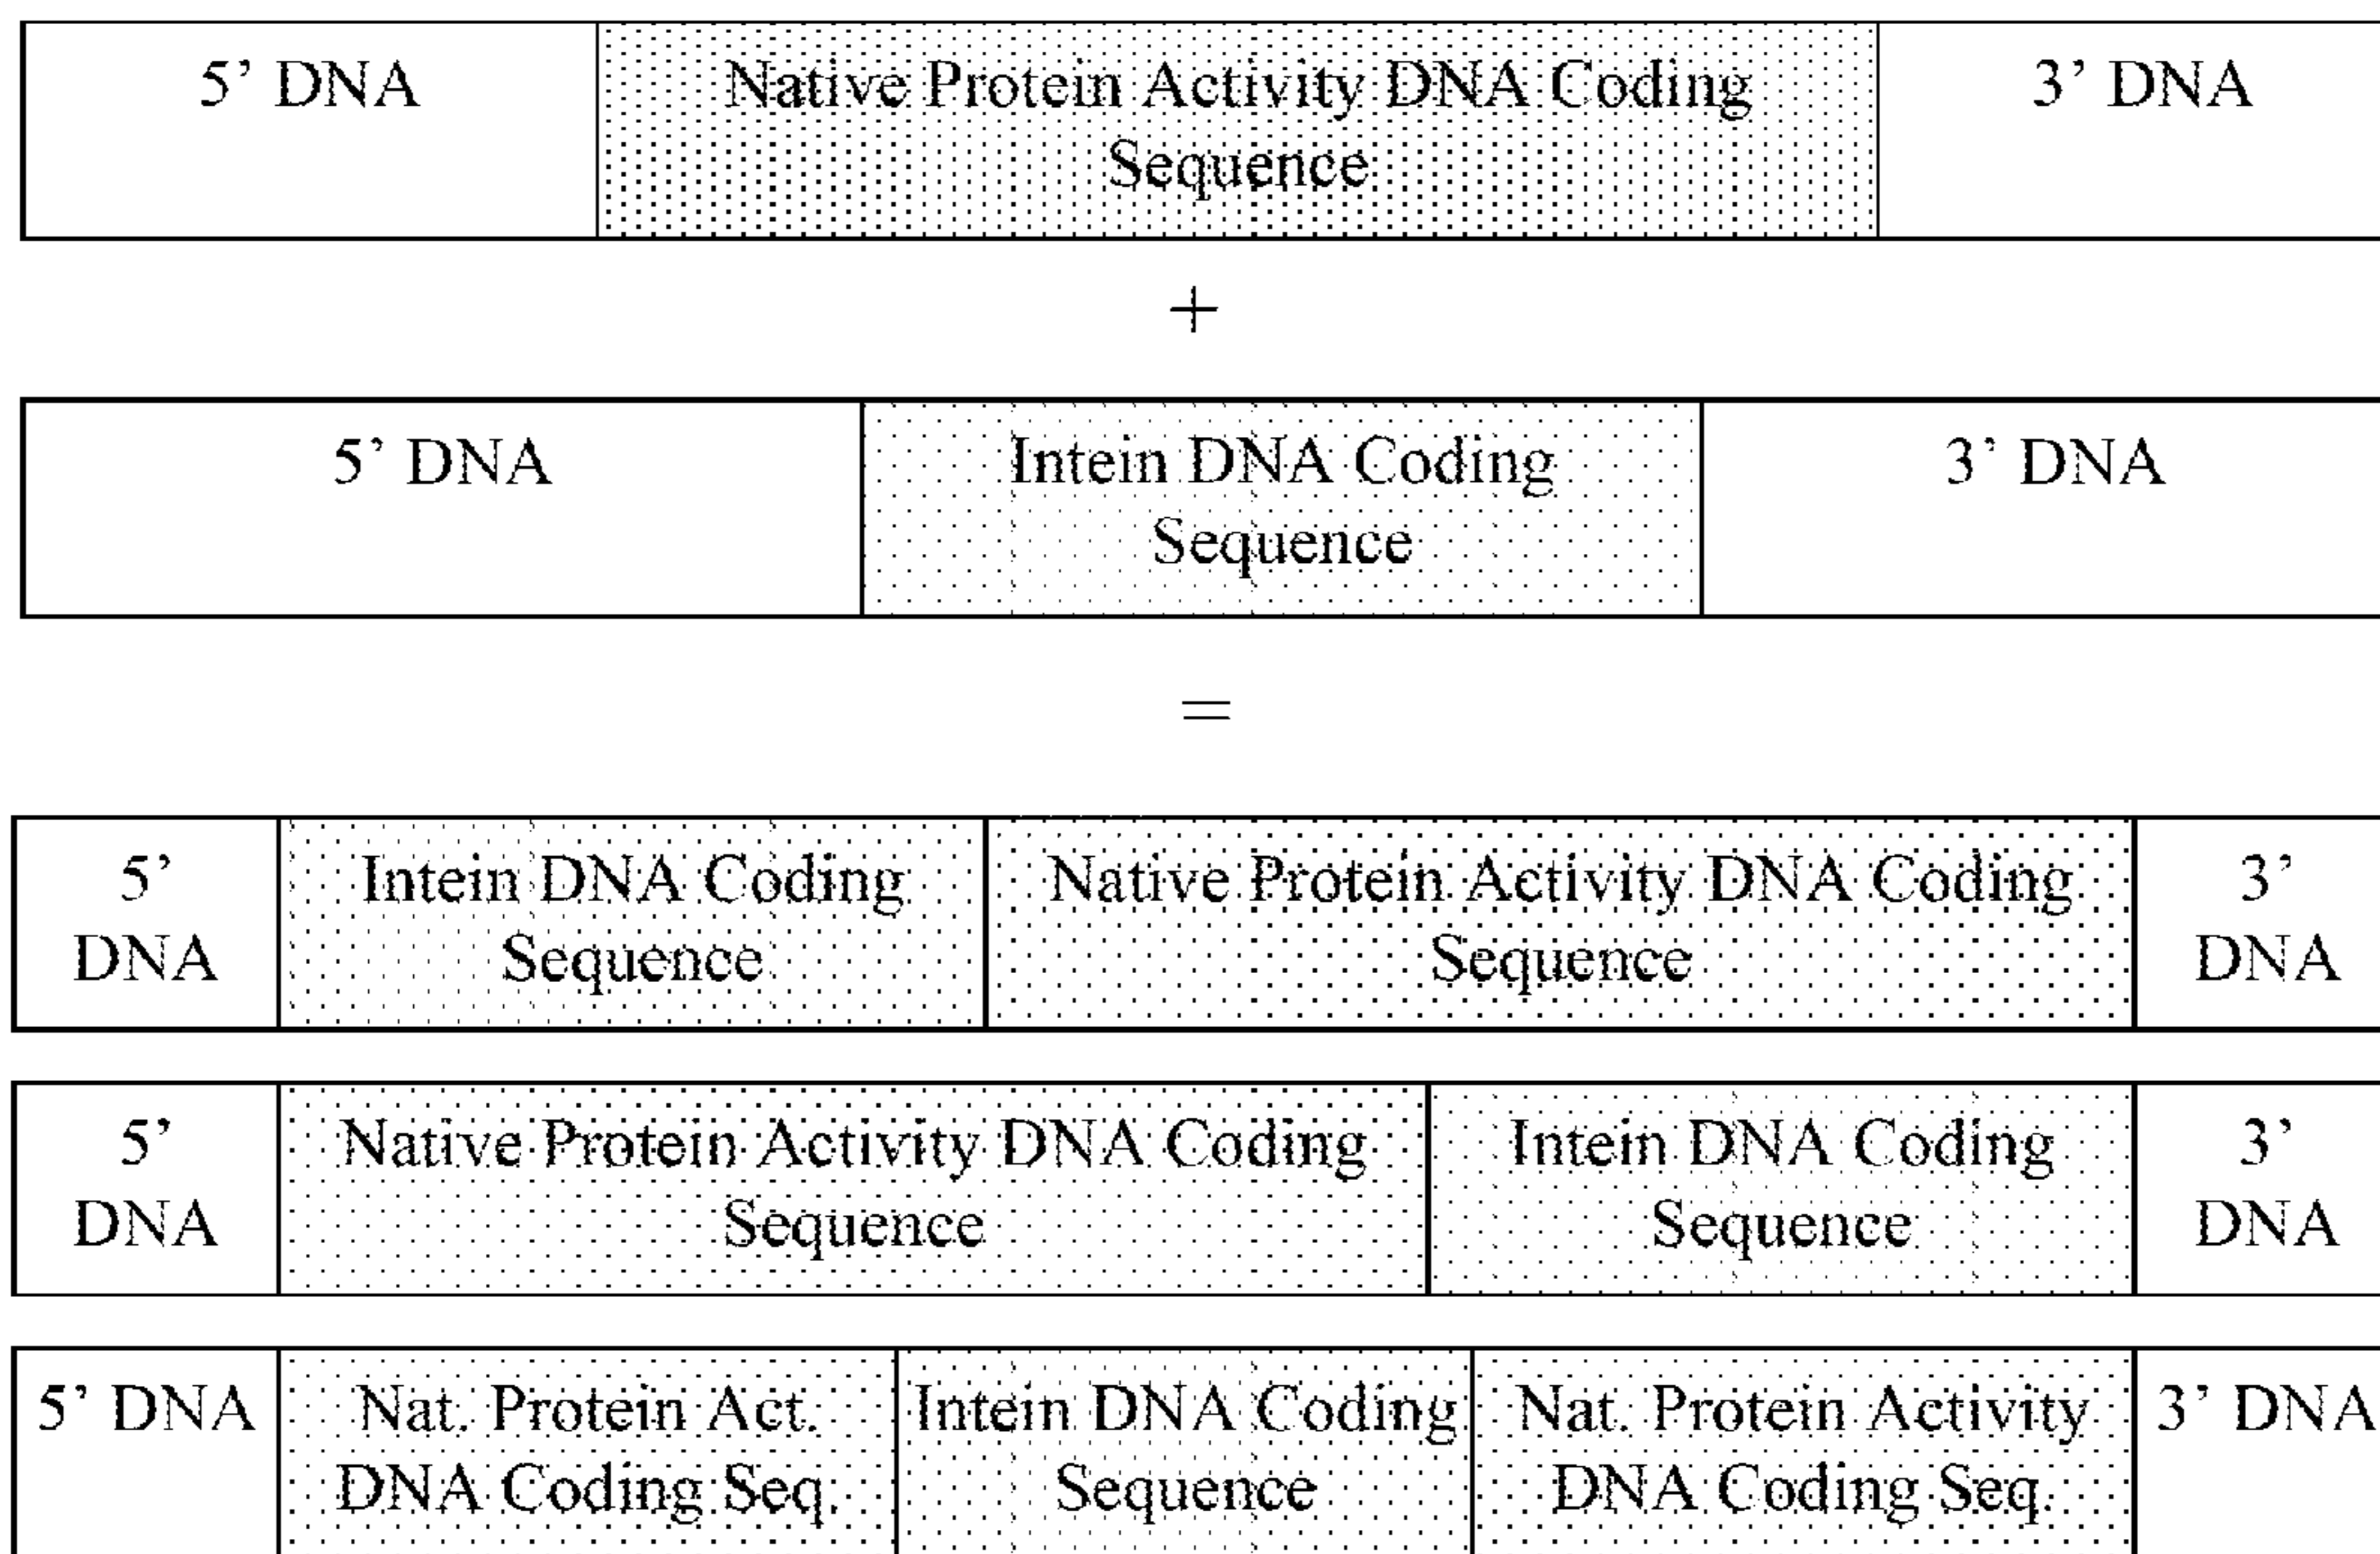 5’ DNA
Native Protein Activity DNA Coding
Sequence
3’ DNA
+
5’ DNA
Intein DNA Coding
Sequence
3’ DNA
=
5’
DNA
Intein DNA Coding
Sequence
Native Protein Activity DNA Coding
Sequence
3’
DNA
5’
DNA
Native Protein Activity DNA Coding
Sequence
Intein DNA Coding
Sequence
3’
DNA
5’ DNA
Nat. Protein Act.
DNA Coding Seq.
Intein DNA Coding
Sequence
Nat. Protein Activity
DNA Coding Seq.
3’ DNA